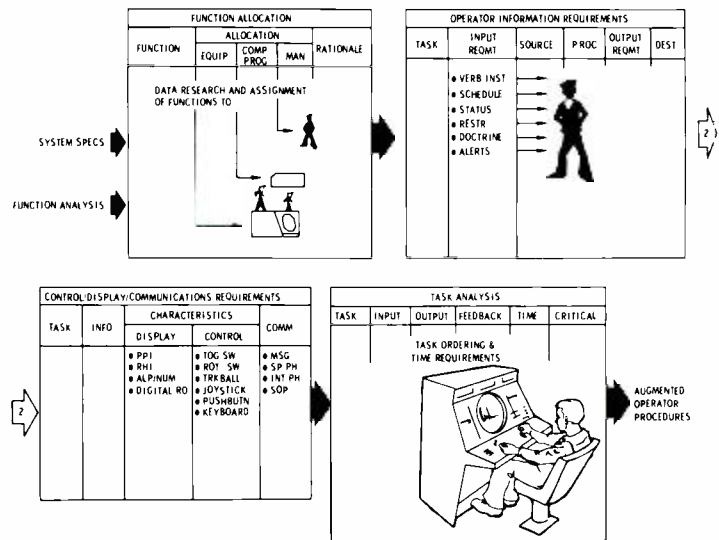 FUNCTION ALLOCATION
FUNCTION
ALLOCATION
EQUIP
COMP PROG
MAN
RATIONALE
DATA RESEARCH AND ASSIGNMENT
OF FUNCTIONS TO
SYSTEM SPECS
FUNCTION ANALYSIS
OPERATOR INFORMATION REQUIREMENTS
TASK
INPUT REQMT
SOURCE
PROC
OUTPUT REQMT
DEST
• VERB INST
• SCHEDULE
• STATUS
• RESTR
• DOCTRINE
• ALERTS
2
2
CONTROL/DISPLAY/COMMUNICATIONS REQUIREMENTS
TASK
INFO
CHARACTERISTICS
DISPLAY
CONTROL
COMM
• PPI
• RHI
• ALP/NUM
• DIGITAL RO
• TOG SW
• ROT SW
• TRKBALL
• JOYSTICK
• PUSHBUTN
• KEYBOARD
• MSG
• SP PH
• INT PH
• SOP
TASK ANALYSIS
TASK
INPUT
OUTPUT
FEEDBACK
TIME
CRITICAL
TASK ORDERING &
TIME REQUIREMENTS
AUGMENTED
OPERATOR
PROCEDURES